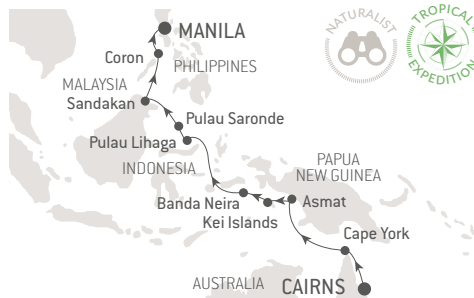 NATURALIST
TROPICAL
EXPEDITION
MANILA
Coron
PHILIPPINES
MALAYSIA
Sandakan
Pulau Saronde
Pulau Lihaga
INDONESIA
PAPUA
NEW GUINEA
Banda Neira
Asmat
Kei Islands
Cape York
AUSTRALIA
CAIRNS